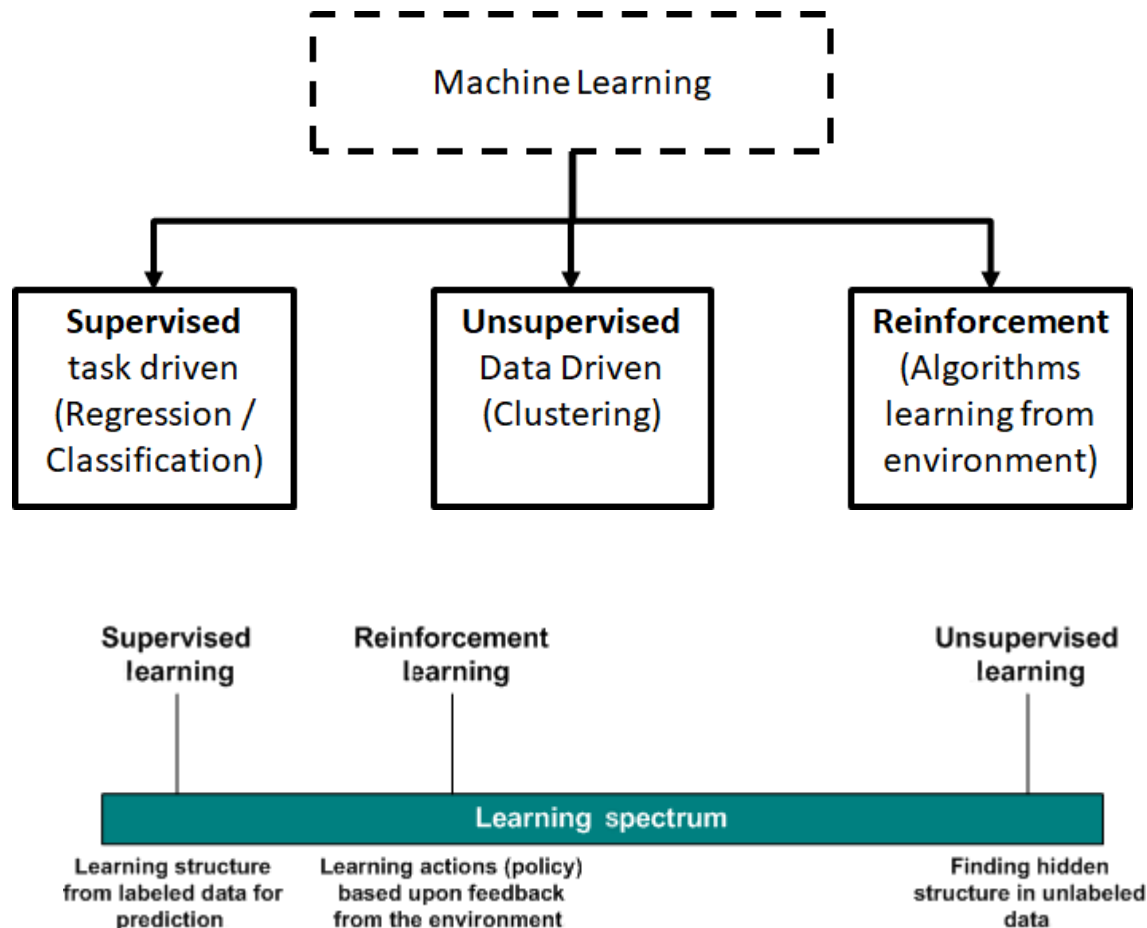 Machine Learning
Supervised
task driven
(Regression /
Classification)
Unsupervised
Data Driven
(Clustering)
Reinforcement
(Algorithms
learning from
environment)
Supervised
learning
Reinforcement
learning
Unsupervised
learning
Learning spectrum
Learning structure
from labeled data for
prediction
Learning actions (policy)
based upon feedback
from the environment
Finding hidden
structure in unlabeled
data